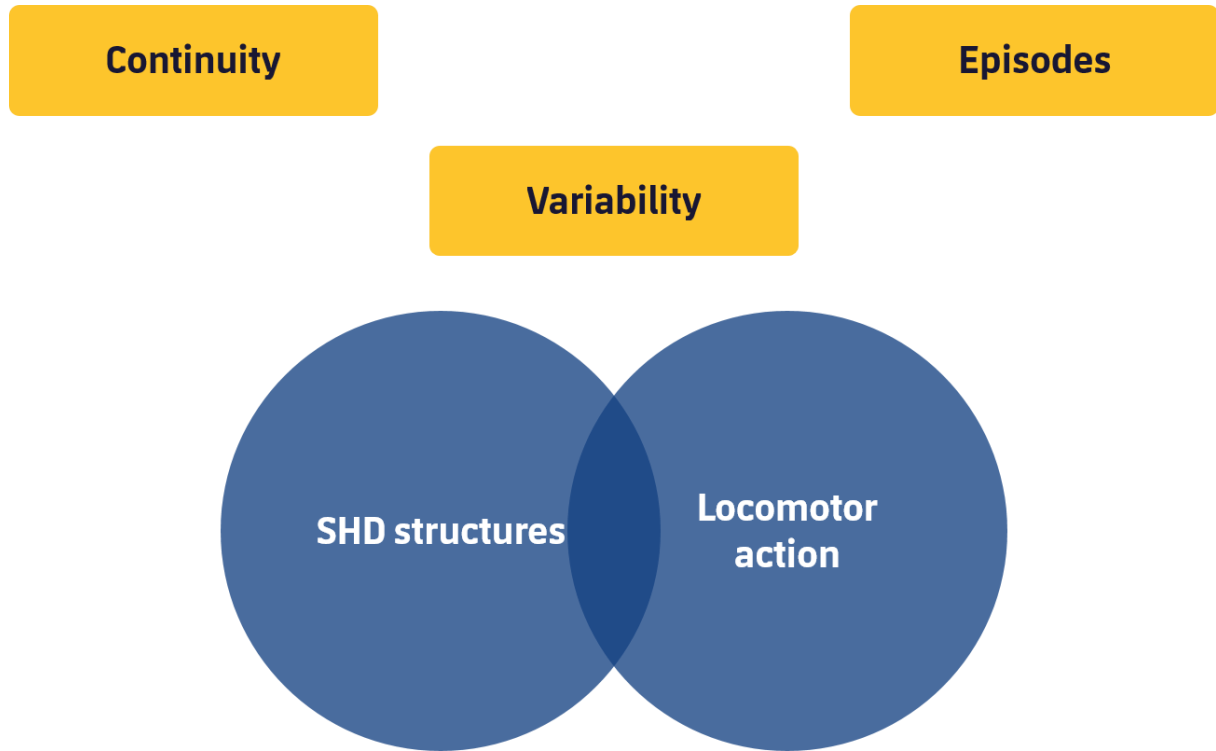 Continuity
Episodes
Variability
SHD structures
Locomotor
action